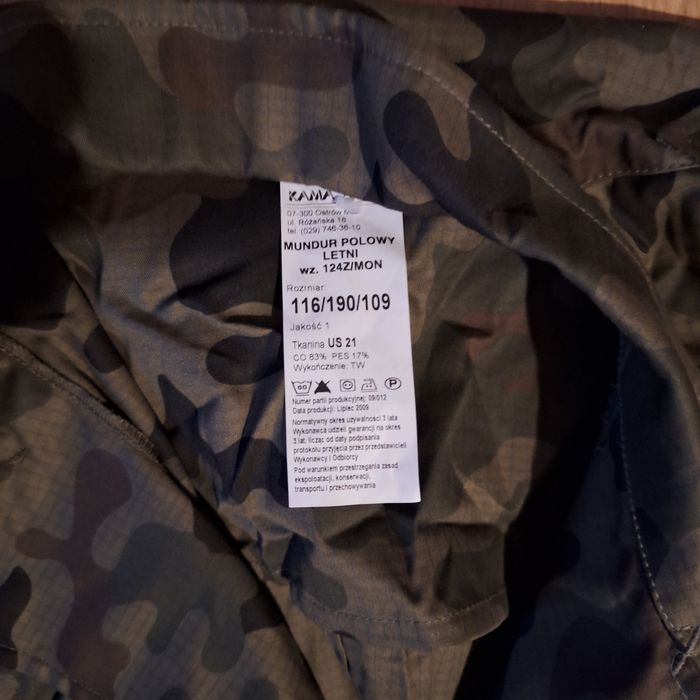 KAMA
07-300 Ostrów
ul. Różańska 18
tel. (029) 746-36-10
MUNDUR POLOWY
LETNI
wz. 124Z/MON
Rozmiar:
116/190/109
Jakość 1
Tkanina US 21
CO 83% PES 17%
Wykończenie: TW
P
Numer partii produkcyjnej: 09/012
Data produkcji: Lipiec 2009
Normatywny okres używalności 3 lata
Wykonawca udzieli gwarancji na okres
3 lat, licząc od daty podpisania
protokołu przyjęcia przez przedstawicieli
Wykonawcy i Odbiorcy
Pod warunkiem przestrzegania zasad
eksploatacji, konserwacji,
transportu i przechowywania